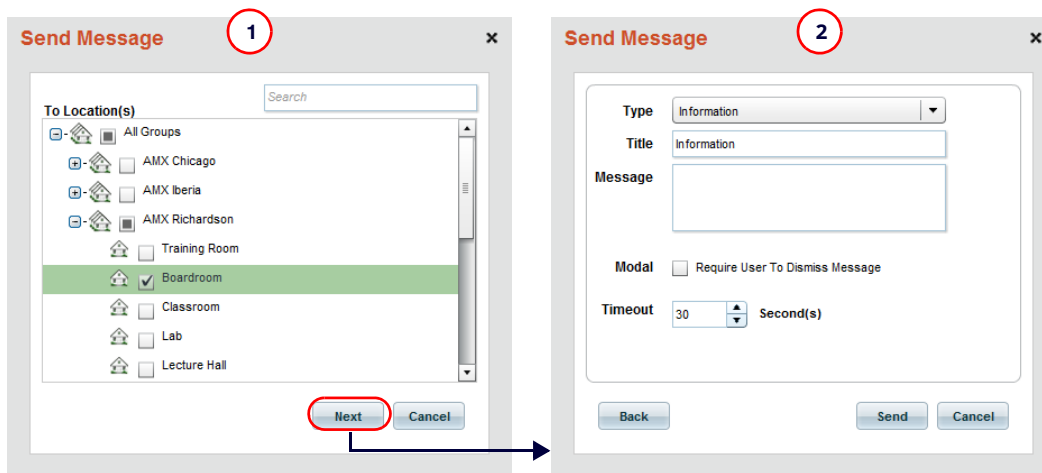 Send Message
1
x
Search
To Location(s)
All Groups
AMX Chicago
AMX Iberia
AMX Richardson
Training Room
Boardroom
Classroom
Lab
Lecture Hall
Next
Cancel
Send Message
2
x
Type
Information
Title
Information
Message
Modal
Require User To Dismiss Message
Timeout
30
Second(s)
Back
Send
Cancel